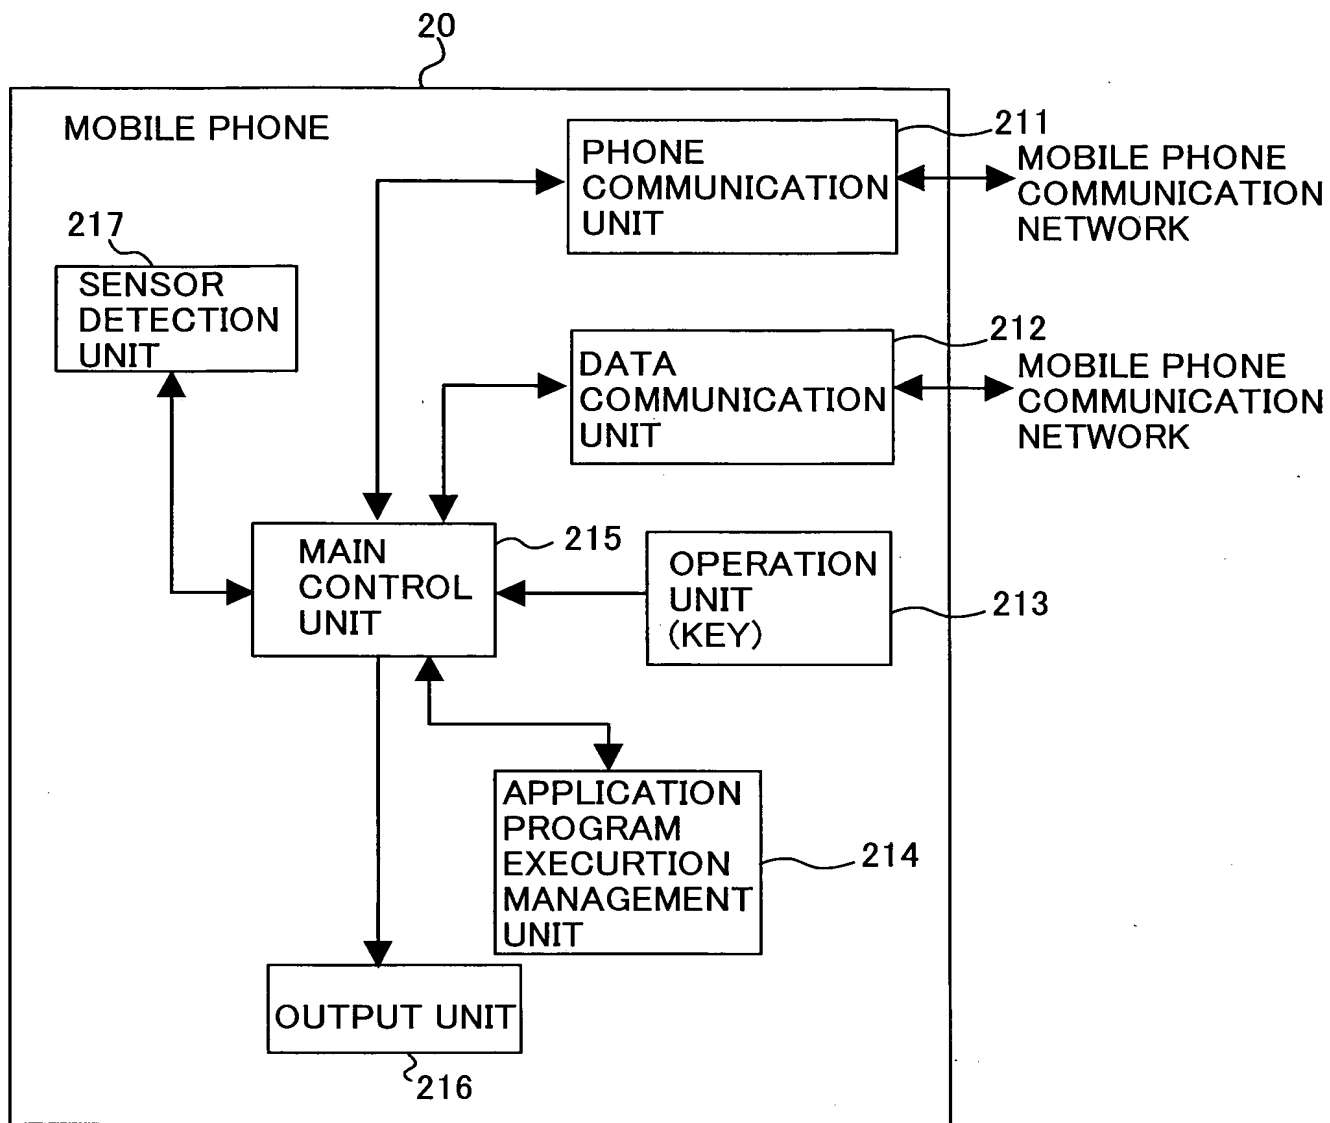 20
MOBILE PHONE
211
PHONE
COMMUNICATION
UNIT
MOBILE PHONE
COMMUNICATION
NETWORK
217
SENSOR
DETECTION
UNIT
212
DATA
COMMUNICATION
UNIT
MOBILE PHONE
COMMUNICATION
NETWORK
MAIN
CONTROL
UNIT
215
OPERATION
UNIT
(KEY)
213
APPLICATION
PROGRAM
EXECURTION
MANAGEMENT
UNIT
214
OUTPUT UNIT
216